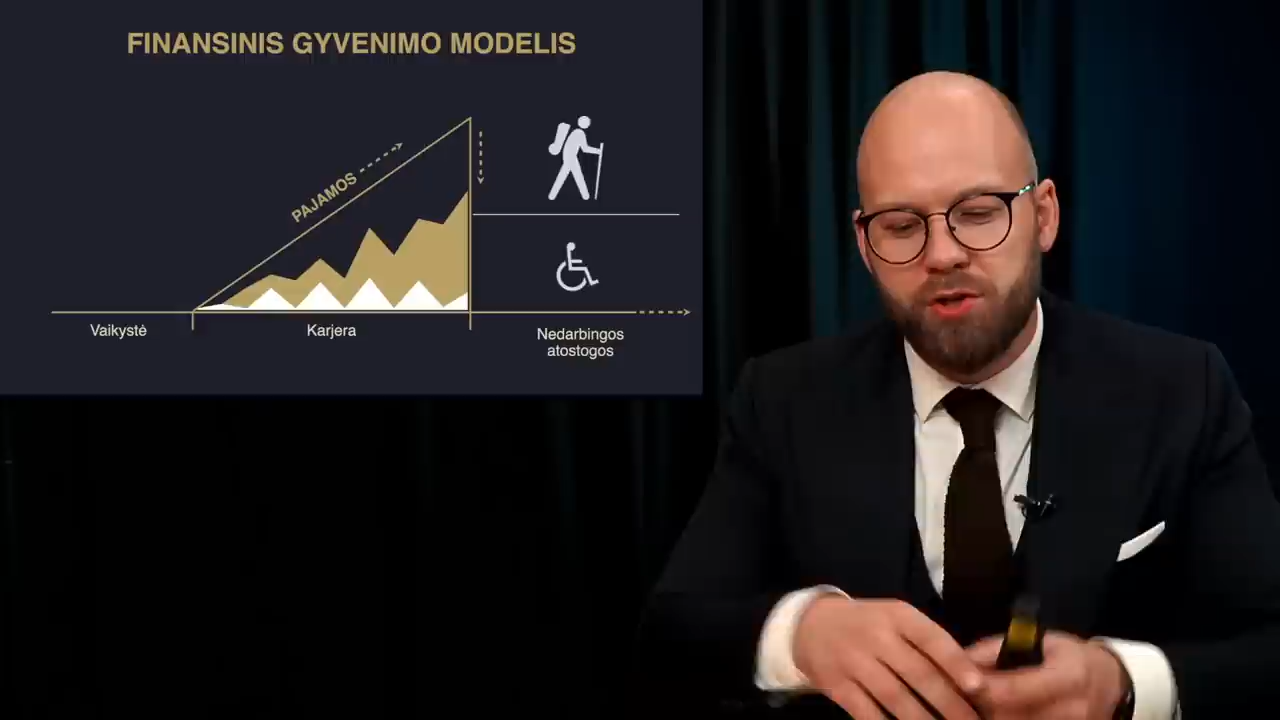 FINANSINIS GYVENIMO MODELIS
PAJAMOS
Vaikystė
Karjera
Nedarbingos
atostogos